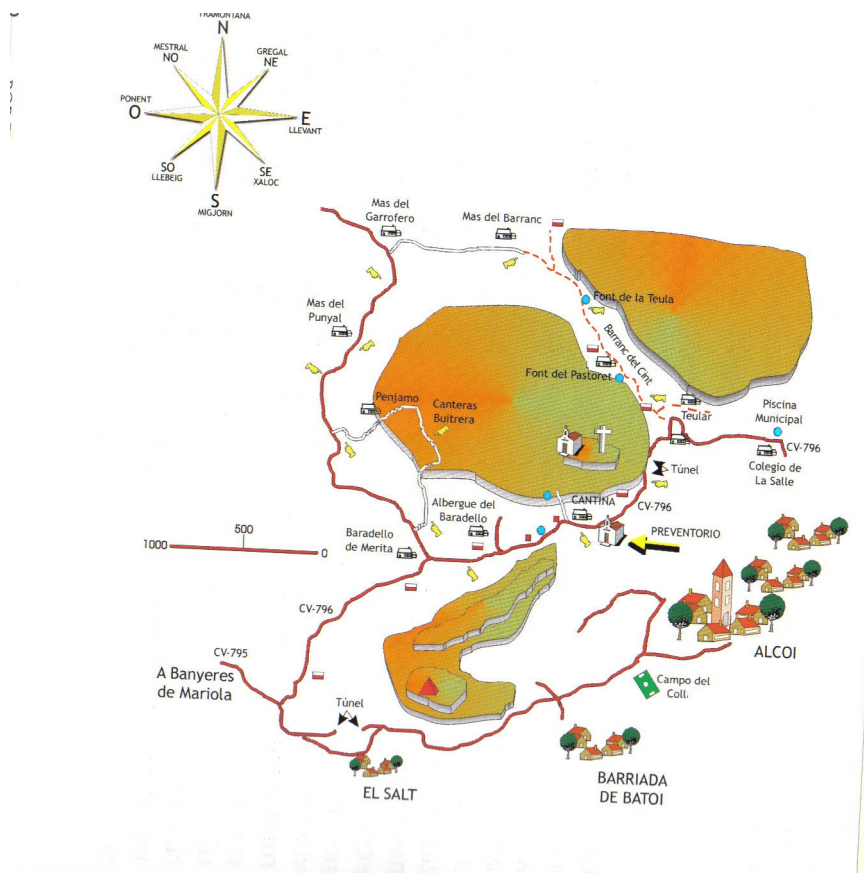 TRAMONTANA
N
MESTRAL
NO
GREGAL
NE
PONENT
O
E
LLEVANT
SO
LLEBEIG
SE
XALOC
S
MIGJORN
Mas del
Garrofero
Mas del Barranc
Font de la Teula
Mas del
Punyal
Barranc del Cint
Font del Pastoret
Penjamo
Canteras
Buitrera
Teular
Piscina
Municipal
CV-796
Colegio de
La Salle
Túnel
CANTINA
CV-796
Albergue del
Baradello
PREVENTORIO
500
1000
0
Baradello
de Merita
CV-796
CV-795
A Banyeres
de Mariola
ALCOI
Campo del
Coll
Túnel
EL SALT
BARRIADA
DE BATOI